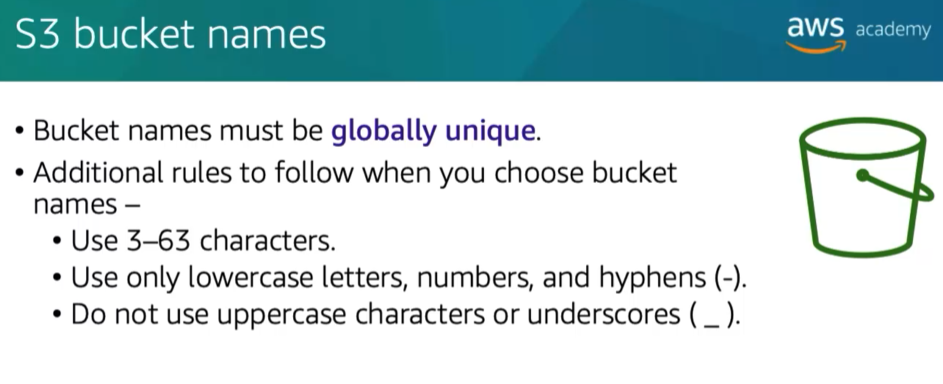 S3 bucket names
aws academy
• Bucket names must be globally unique.
• Additional rules to follow when you choose bucket
names –
• Use 3–63 characters.
• Use only lowercase letters, numbers, and hyphens (-).
• Do not use uppercase characters or underscores ( _ ).